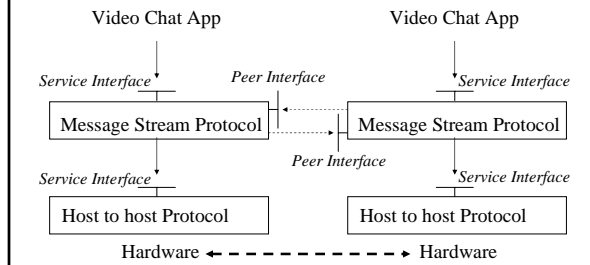 Video Chat App Video Chat App
Service Interface Peer Interface Service Interface
Message Stream Protocol Message Stream Protocol
Peer Interface
Service Interface Service Interface
Host to host Protocol Host to host Protocol
Hardware Hardware